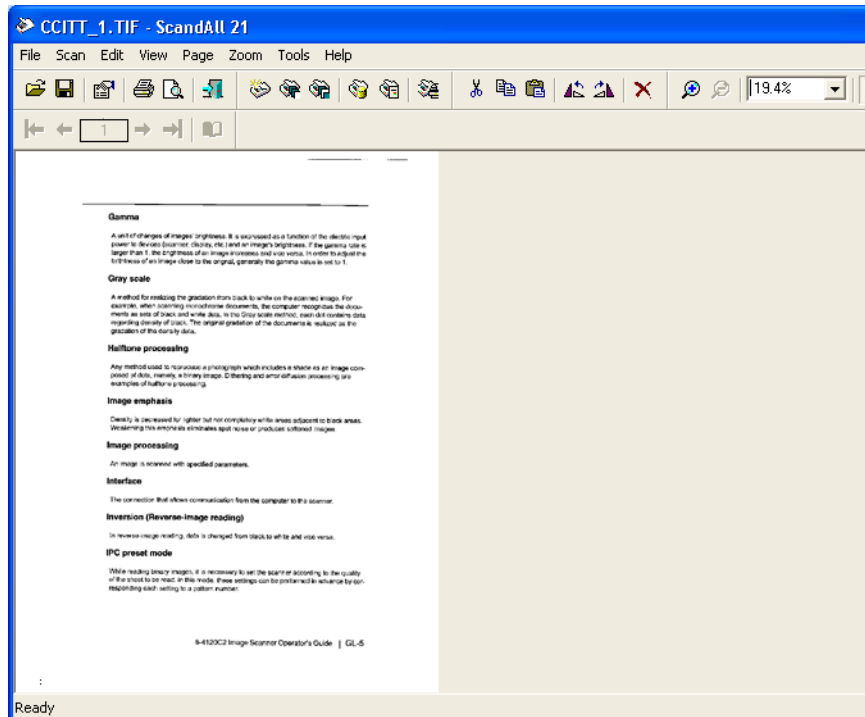 CCITT_1.TIF - ScandAll 21
File Scan Edit View Page Zoom Tools Help
19.4%
1
Gamma
A unit of changes of images' brightness. It is expressed as a function of the electric input
power to devices (scanner, display, etc.) and an image's brightness. If the gamma rate is
larger than 1, the brightness of an image increases and vice versa. In order to adjust the
brightness of an image close to the original, generally the gamma value is set to 1.
Gray scale
A method for realizing the gradation from black to white on the scanned image. For
example, when scanning monochrome documents, the computer recognizes the docu-
ments as sets of black and white data. In the Gray scale method, each dot contains data
regarding density of black. The original gradation of the documents is realized as the
gradation of the density data.
Halftone processing
Any method used to reproduce a photograph which includes a shade as an image com-
posed of dots, namely, a binary image. Dithering and error diffusion processing are
examples of halftone processing.
Image emphasis
Density is decreased for lighter but not completely white areas adjacent to black areas.
Weakening this emphasis eliminates spot noise or produces softened images.
Image processing
An image is scanned with specified parameters.
Interface
The connection that allows communication from the computer to the scanner.
Inversion (Reverse-image reading)
In reverse-image reading, data is changed from black to white and vice versa.
IPC preset mode
While reading binary images, it is necessary to set the scanner according to the quality
of the sheet to be read. In this mode, these settings can be preformed in advance by cor-
responding each setting to a pattern number.
fi-4120C2 Image Scanner Operator's Guide | GL-5
Ready